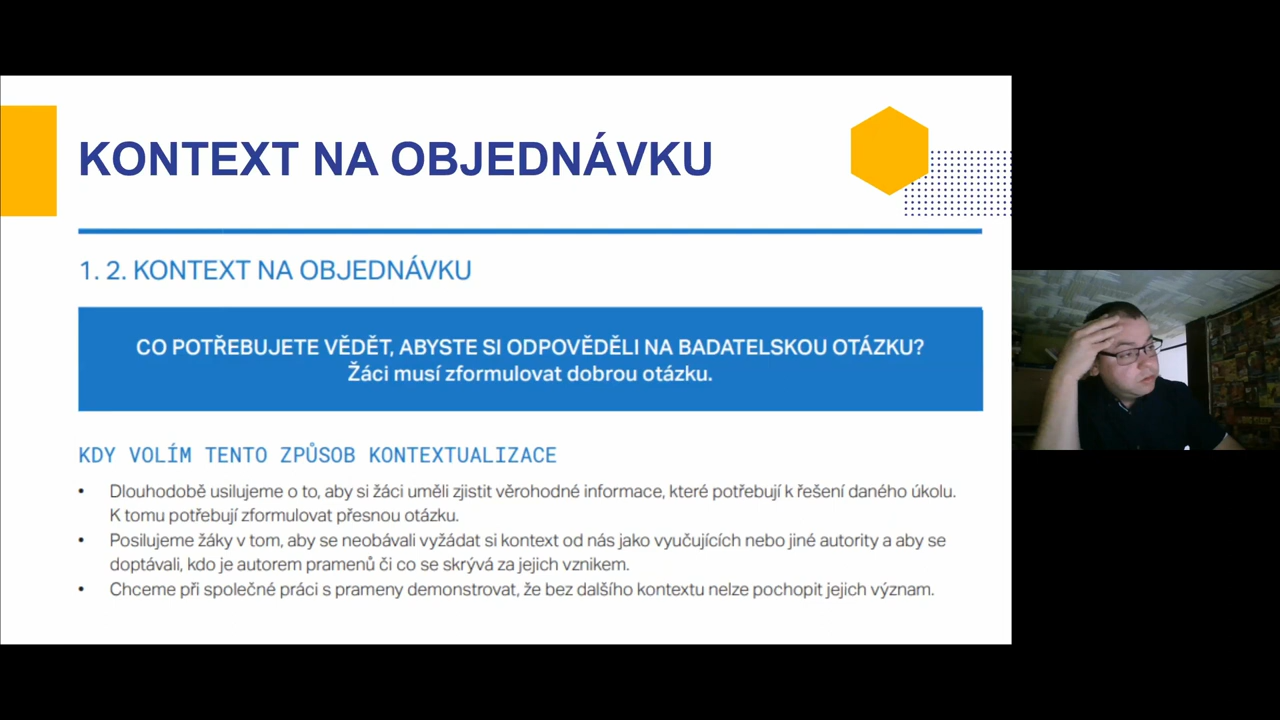 KONTEXT NA OBJEDNÁVKU
1. 2. KONTEXT NA OBJEDNÁVKU
CO POTŘEBUJETE VĚDĚT, ABYSTE SI ODPOVĚDĚLI NA BADATELSKOU OTÁZKU?
Žáci musí zformulovat dobrou otázku.
KDY VOLÍM TENTO ZPŮSOB KONTEXTUALIZACE
• Dlouhodobě usilujeme o to, aby si žáci uměli zjistit věrohodné informace, které potřebují k řešení daného úkolu.
K tomu potřebují zformulovat přesnou otázku.
• Posilujeme žáky v tom, aby se neobávali vyžádat si kontext od nás jako vyučujících nebo jiné autority a aby se
doptávali, kdo je autorem pramenů či co se skrývá za jejich vznikem.
• Chceme při společné práci s prameny demonstrovat, že bez dalšího kontextu nelze pochopit jejich význam.